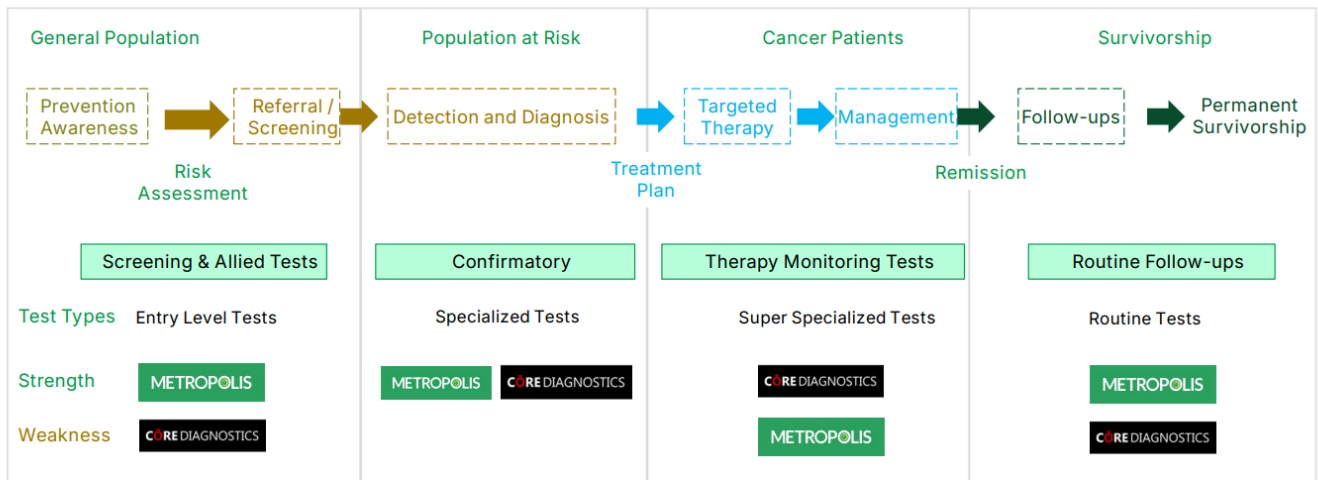 General Population
Population at Risk
Cancer Patients
Survivorship
Prevention
Awareness
Referral /
Screening
Detection and Diagnosis
Targeted
Therapy
Management
Follow-ups
Permanent
Survivorship
Risk
Assessment
Treatment
Plan
Remission
Screening & Allied Tests
Confirmatory
Therapy Monitoring Tests
Routine Follow-ups
Test Types
Entry Level Tests
Specialized Tests
Super Specialized Tests
Routine Tests
Strength
METROPOLIS
METROPOLIS
CORE DIAGNOSTICS
CORE DIAGNOSTICS
METROPOLIS
Weakness
CORE DIAGNOSTICS
METROPOLIS
CORE DIAGNOSTICS